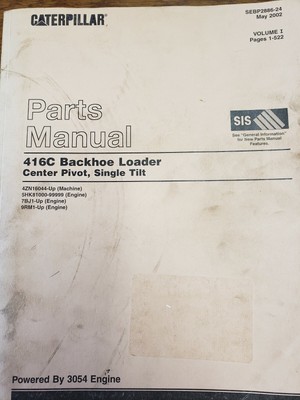 CATERPILLAR
SEBP2886-24
May 2002
VOLUME 1
Pages 1-522
Parts
Manual
SIS
See "General Information"
for New Parts Manual
Features.
416C Backhoe Loader
Center Pivot, Single Tilt
4ZN18044-Up (Machine)
5HK81000-99999 (Engine)
7BJ1-Up (Engine)
9RM1-Up (Engine)
Powered By 3054 Engine